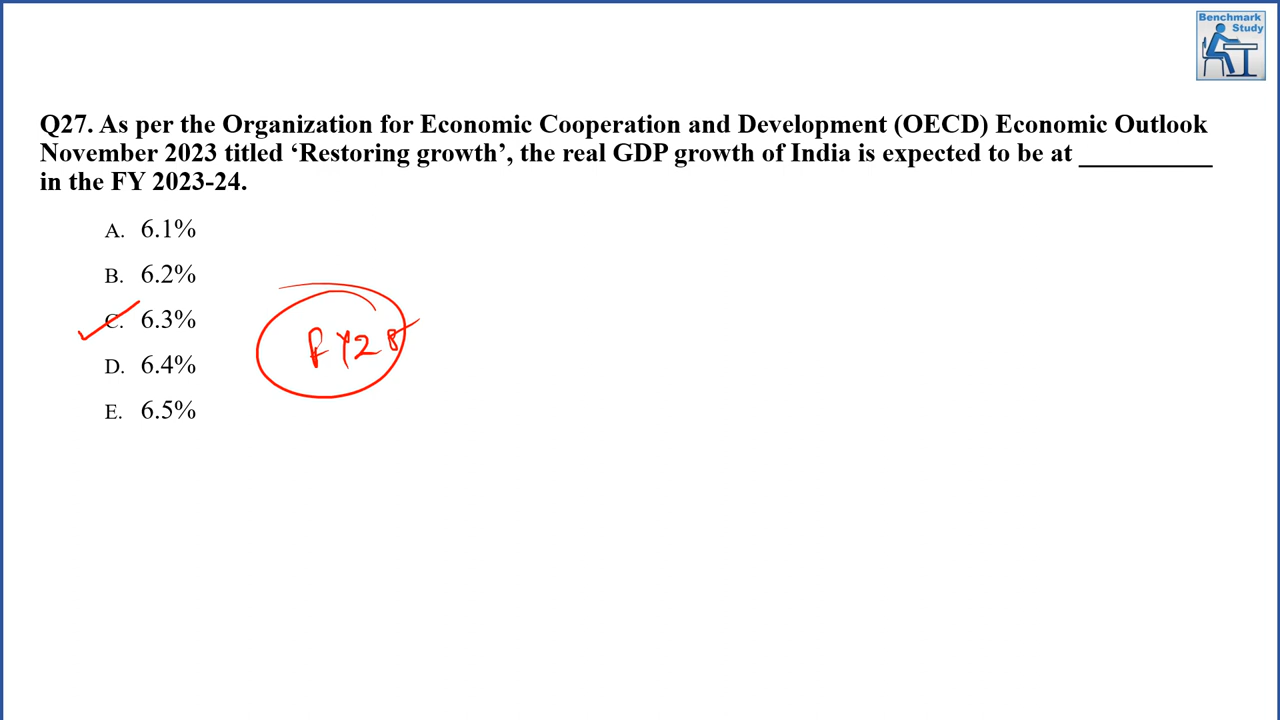 Benchmark
Study
Q27. As per the Organization for Economic Cooperation and Development (OECD) Economic Outlook
November 2023 titled ‘Restoring growth’, the real GDP growth of India is expected to be at __________
in the FY 2023-24.
A. 6.1%
B. 6.2%
C. 6.3%
D. 6.4%
E. 6.5%
FY25